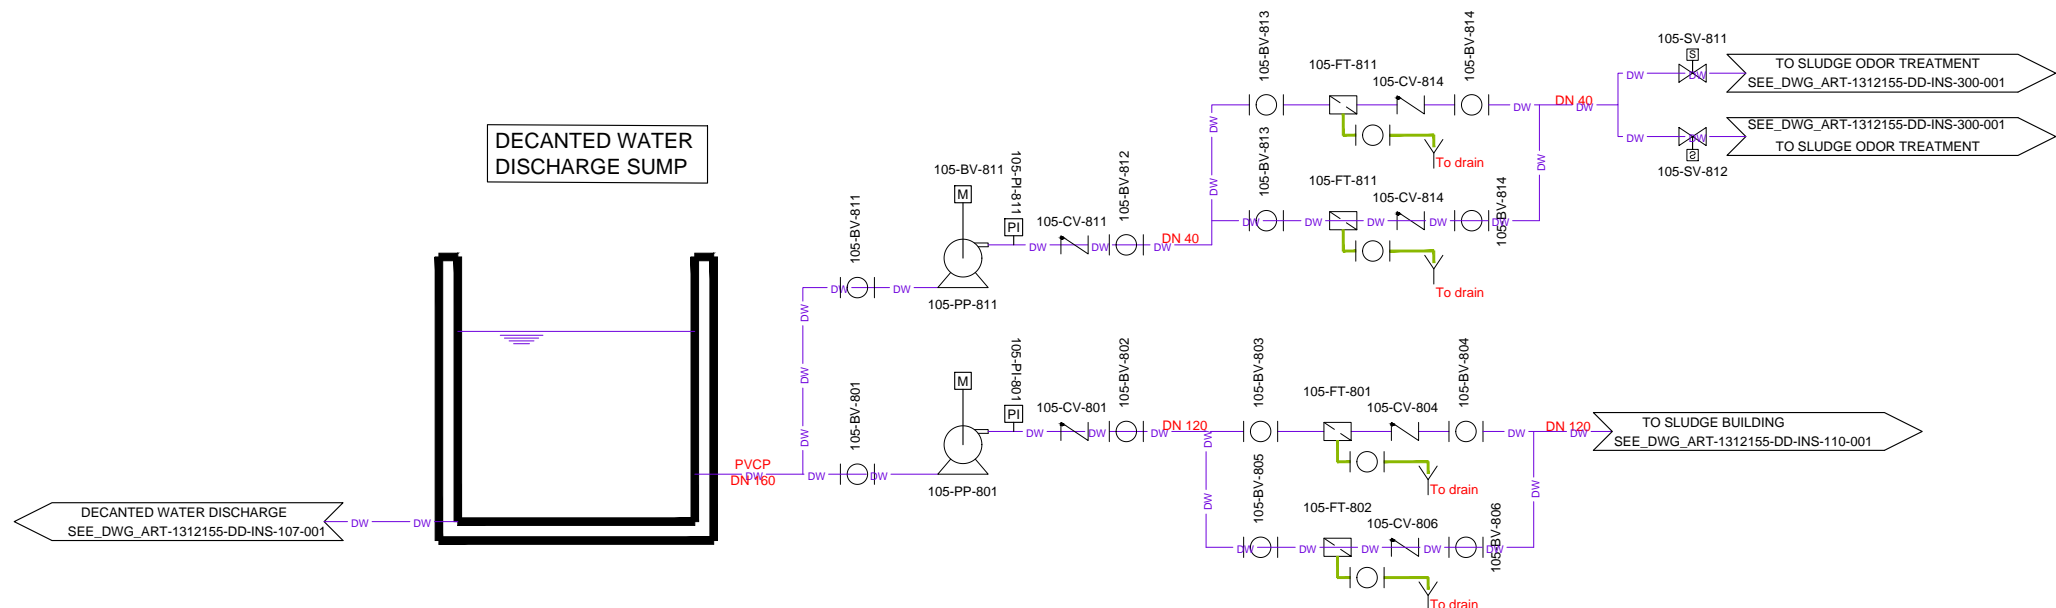 105-BV-813
105-BV-814
105-SV-811
S
TO SLUDGE ODOR TREATMENT
SEE_DWG_ART-1312155-DD-INS-300-001
105-FT-811
105-CV-814
DW
DW
DN 40
DW
DW
DW
DW
DW
SEE_DWG_ART-1312155-DD-INS-300-001
TO SLUDGE ODOR TREATMENT
S
105-SV-812
To drain
DW
DW
DECANTED WATER
DISCHARGE SUMP
105-BV-811
M
105-PI-811
PI
105-BV-812
105-CV-811
105-BV-813
105-FT-811
105-CV-814
105-BV-814
DW
DW
DW
DW
DW
To drain
105-BV-811
DW
DW
DN 40
DW
DW
DW
105-PP-811
DW
105-BV-801
M
105-PI-801
PI
105-BV-802
105-CV-801
105-BV-803
105-FT-801
105-CV-804
105-BV-804
DW
DW
DN 120
DW
DW
DN 120
DW
TO SLUDGE BUILDING
SEE_DWG_ART-1312155-DD-INS-110-001
PVCP
DN 160
DW
DW
DW
DW
105-PP-801
To drain
105-BV-805
105-FT-802
105-CV-806
105-BV-806
DW
DW
DW
DW
DW
DW
DW
DW
To drain
DECANTED WATER DISCHARGE
SEE_DWG_ART-1312155-DD-INS-107-001
DW
DW